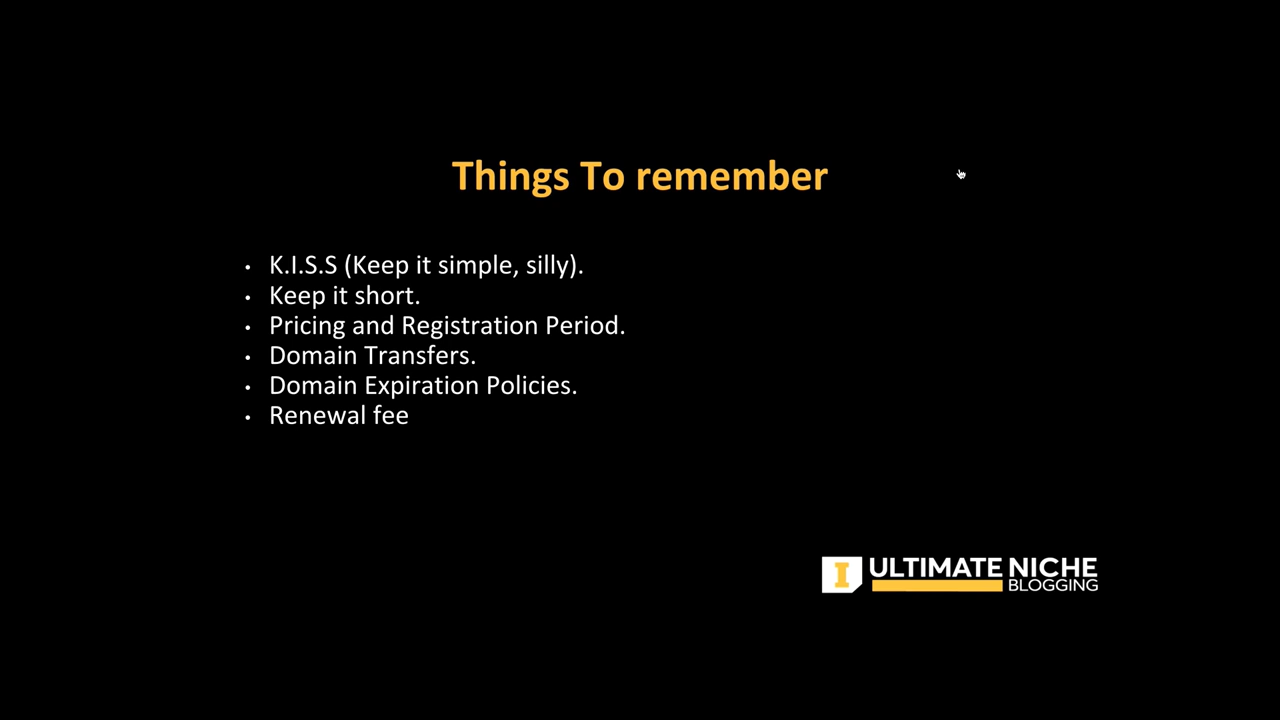 Things To remember
• K.I.S.S (Keep it simple, silly).
• Keep it short.
• Pricing and Registration Period.
• Domain Transfers.
• Domain Expiration Policies.
• Renewal fee
I ULTIMATE NICHE
BLOGGING